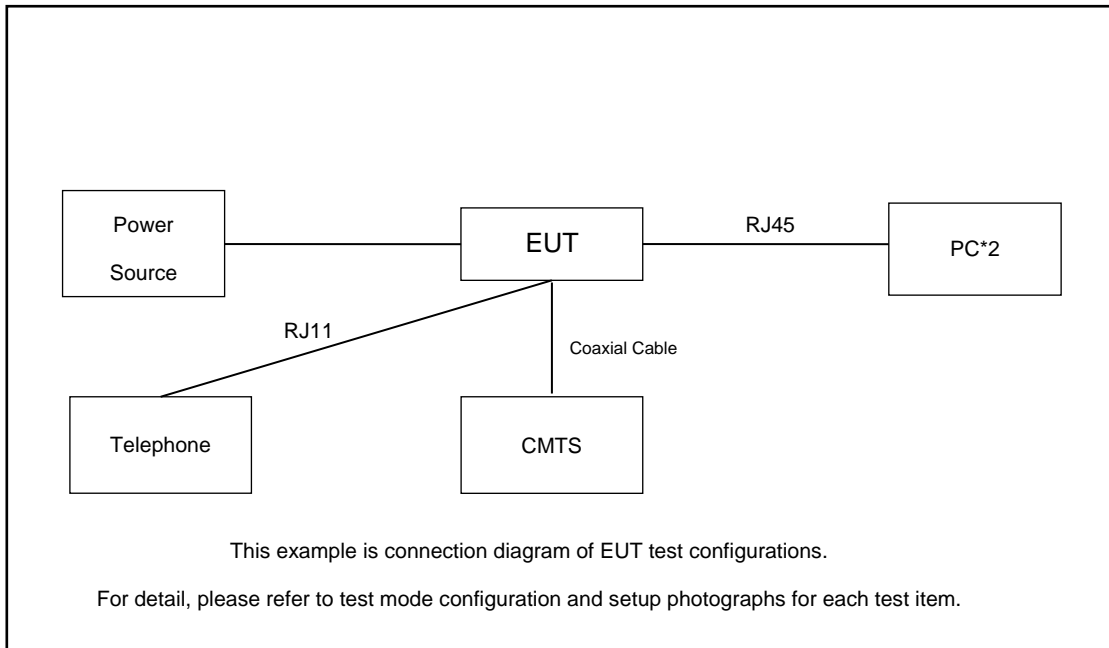 Power
Source
EUT
RJ45
PC*2
RJ11
Coaxial Cable
Telephone
CMTS
This example is connection diagram of EUT test configurations.
For detail, please refer to test mode configuration and setup photographs for each test item.